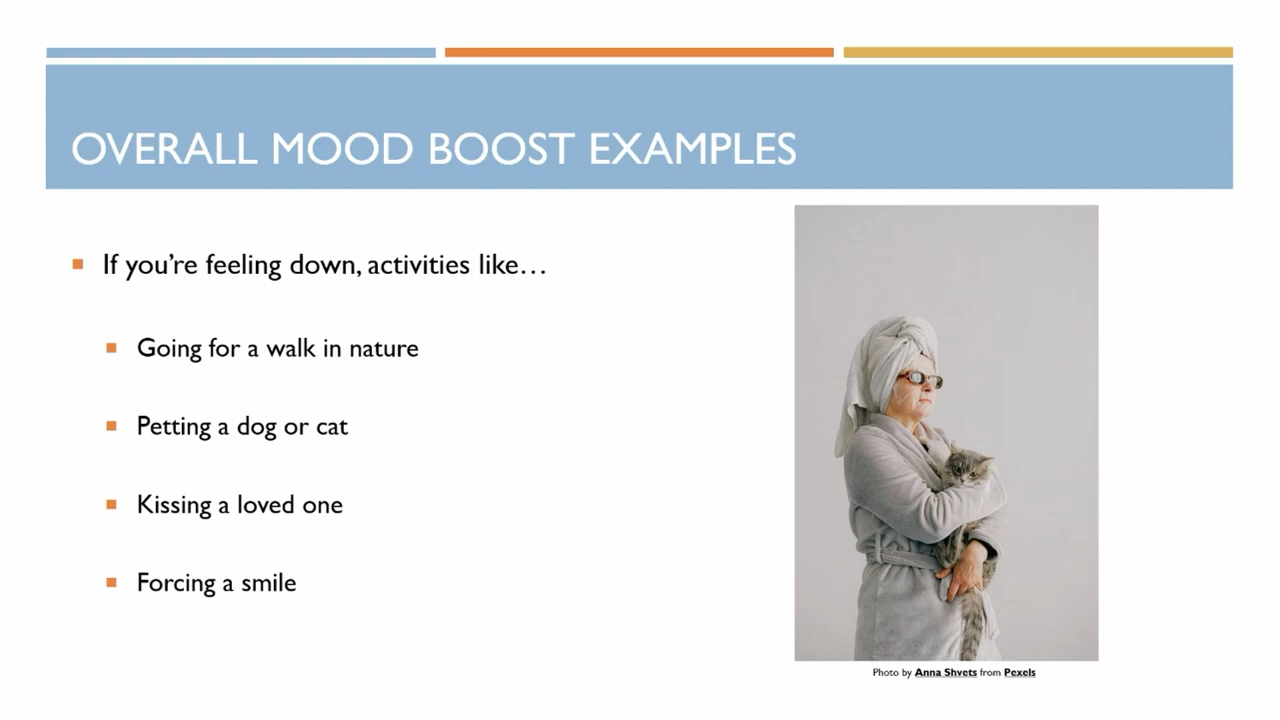 OVERALL MOOD BOOST EXAMPLES
If you're feeling down, activities like…
Going for a walk in nature
Petting a dog or cat
Kissing a loved one
Forcing a smile
Photo by Anna Shvets from Pexels